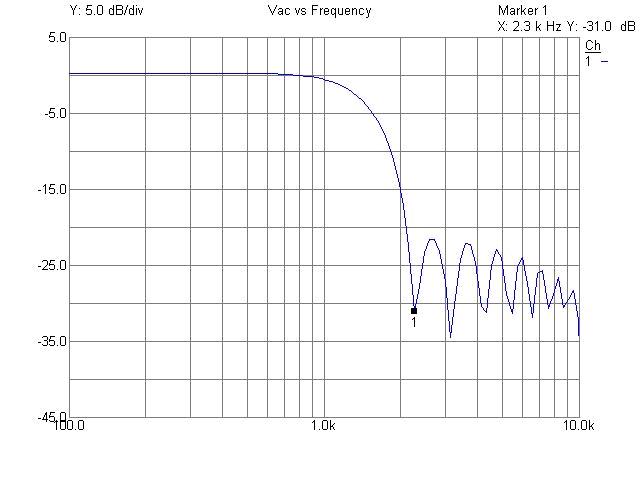 Y: 5.0 dB/div Vac vs Frequency Marker 1
X: 2.3 k Hz Y: -31.0 dB
Ch
1 –
5.0
-5.0
-15.0
-25.0
-35.0
-45.0
1
100.0 1.0k 10.0k